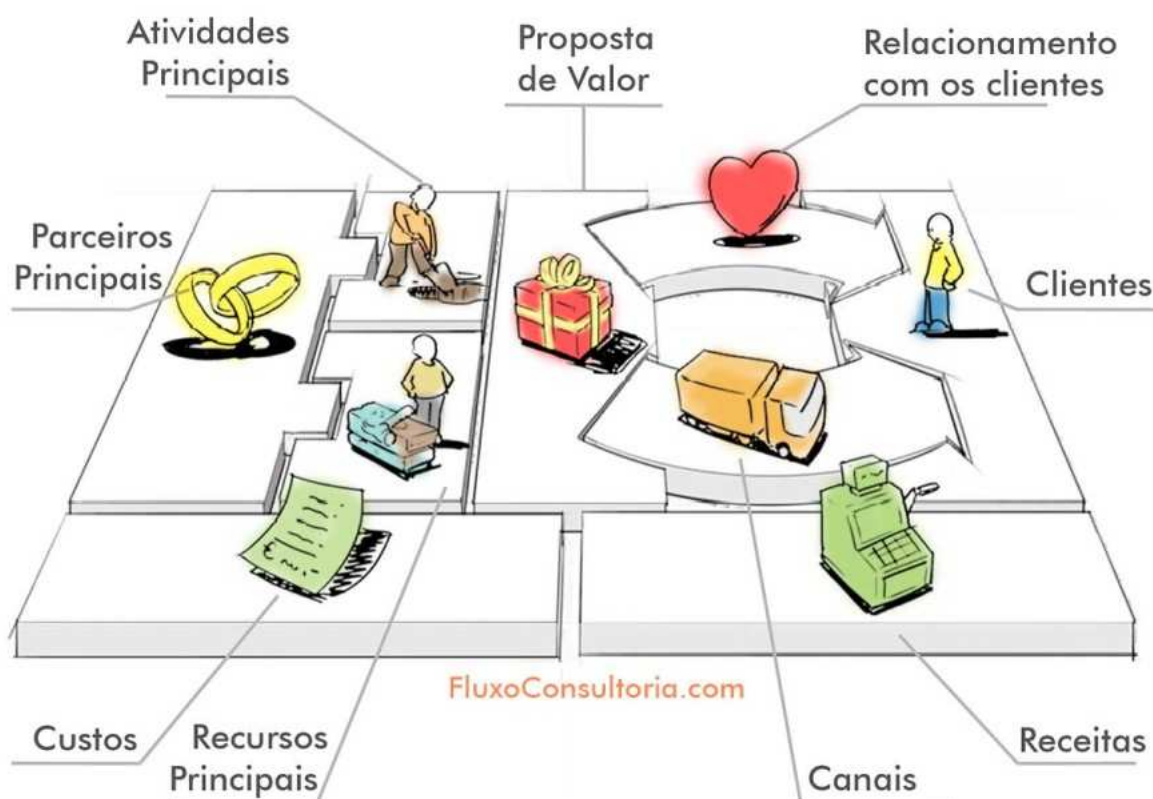 Atividades
Principais
Proposta
de Valor
Relacionamento
com os clientes
Parceiros
Principais
Clientes
FluxoConsultoria.com
Custos
Recursos
Principais
Canais
Receitas